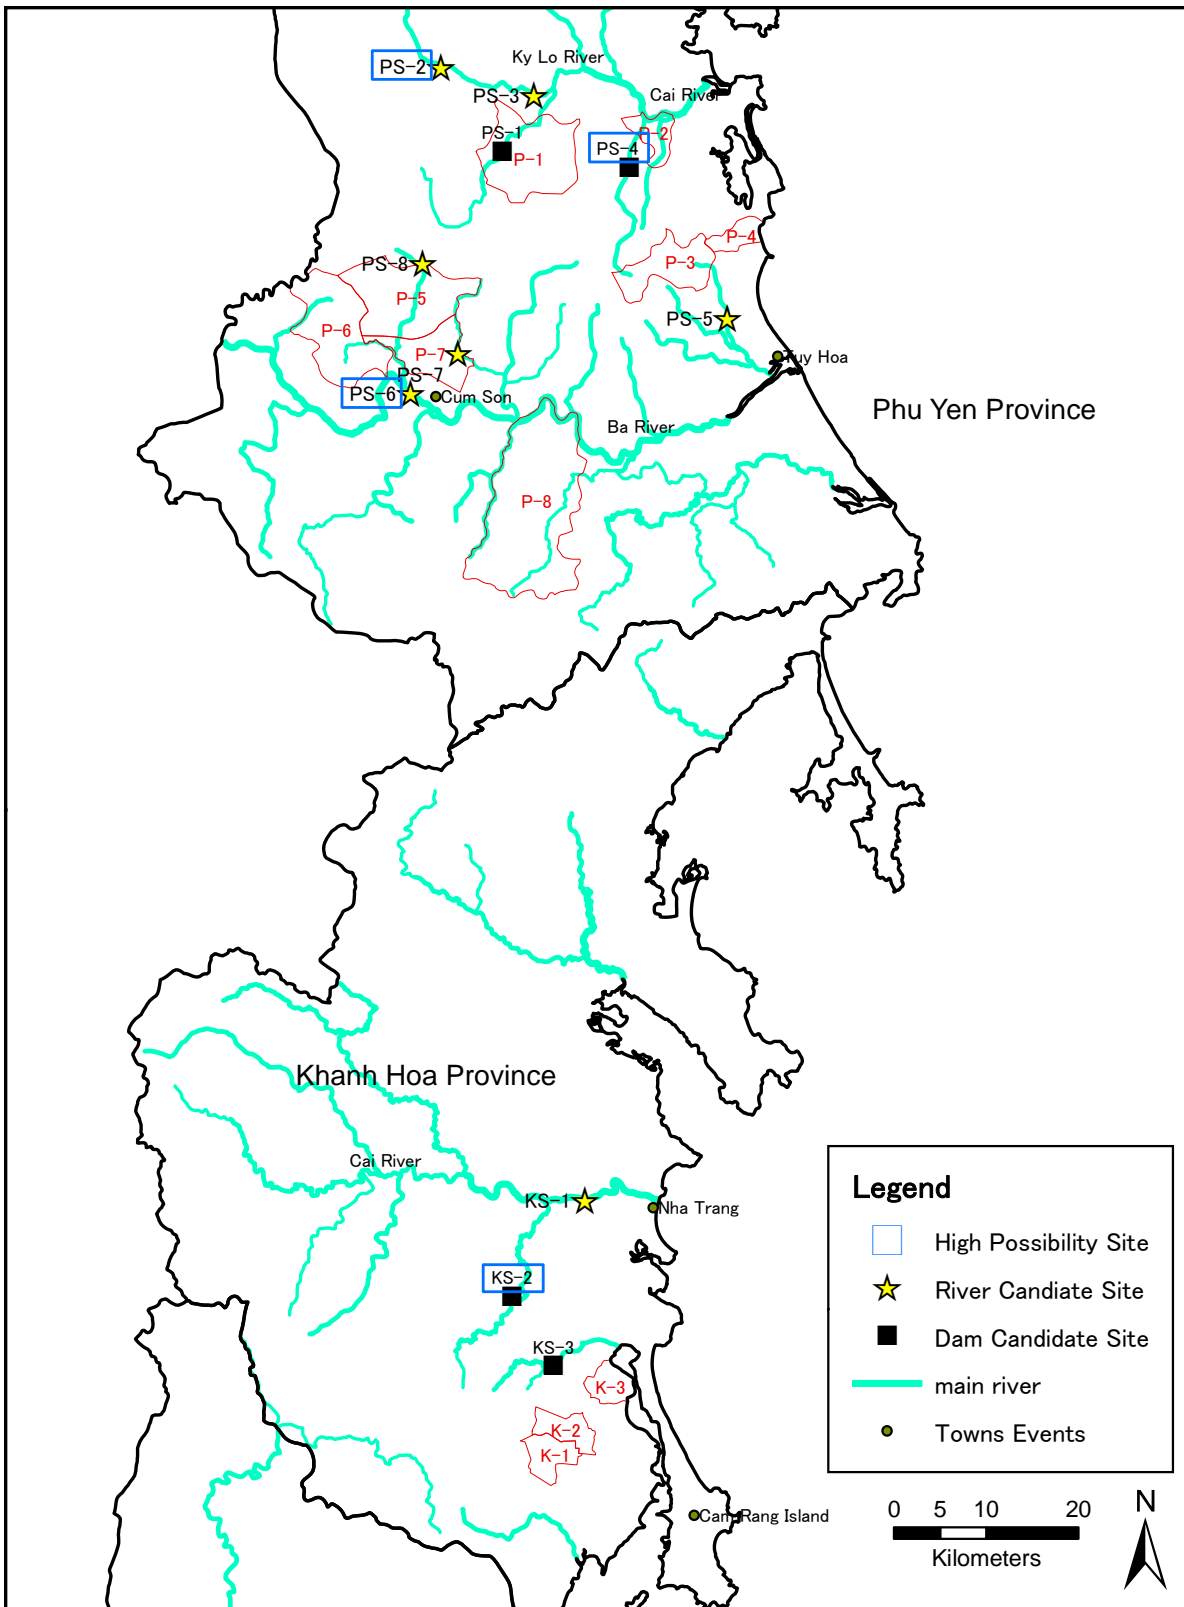 Ky Lo River
PS-2
PS-3
Cai River
PS-1
P-2
PS-4
P-1
P-4
P-3
PS-8
P-5
PS-5
P-6
P-7
Tuy Hoa
PS-7
PS-6
Cum Son
Phu Yen Province
Ba River
P-8
Khanh Hoa Province
Cai River
KS-1
Nha Trang
KS-2
KS-3
K-3
K-2
K-1
Cam Rang Island
Legend
High Possibility Site
River Candiate Site
Dam Candidate Site
main river
Towns Events
0 5 10 20
Kilometers
N